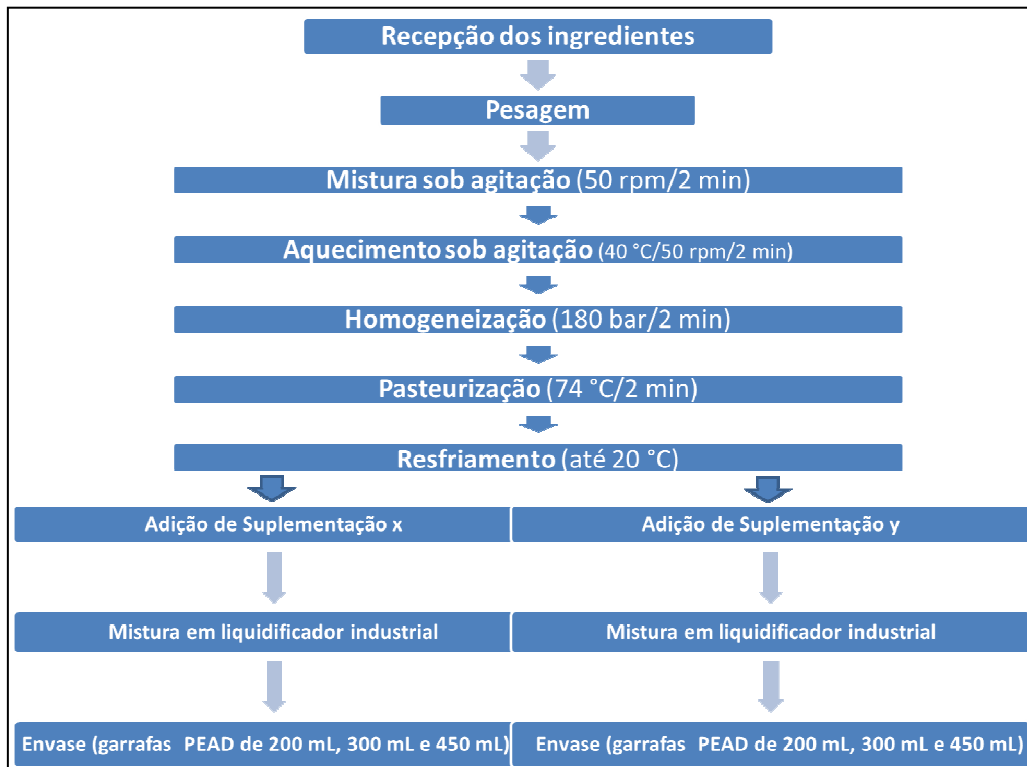 Recepção dos ingredientes
Pesagem
Mistura sob agitação (50 rpm/2 min)
Aquecimento sob agitação (40 °C/50 rpm/2 min)
Homogeneização (180 bar/2 min)
Pasteurização (74 °C/2 min)
Resfriamento (até 20 °C)
Adição de Suplementação x
Adição de Suplementação y
Mistura em liquidificador industrial
Mistura em liquidificador industrial
Envase (garrafas PEAD de 200 mL, 300 mL e 450 mL)
Envase (garrafas PEAD de 200 mL, 300 mL e 450 mL)